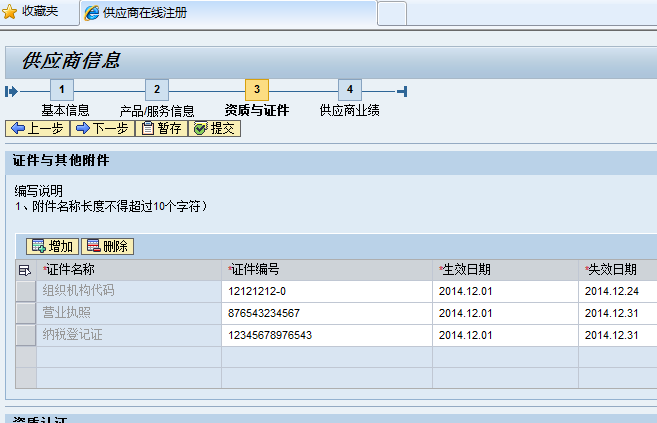 收藏夹 供应商在线注册
供应商信息
1 2 3 4
基本信息 产品/服务信息 资质与证件 供应商业绩
上一步 下一步 暂存 提交
证件与其他附件
编写说明
1、附件名称长度不得超过10个字符）
增加 删除
*证件名称 *证件编号 *生效日期 *失效日期
组织机构代码 12121212-0 2014.12.01 2014.12.24
营业执照 876543234567 2014.12.01 2014.12.31
纳税登记证 12345678976543 2014.12.01 2014.12.31
资质认证